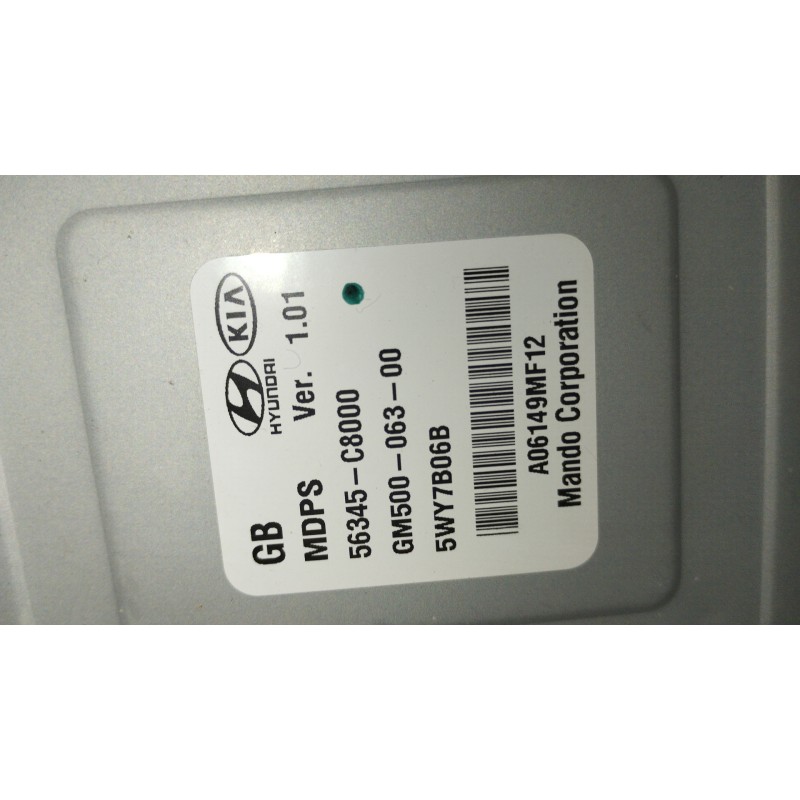 GB HYUNDAI KIA
MDPS Ver. 1.01
56345-C8000
GM500-063-00
5WY7B06B
A06149MF12
Mando Corporation